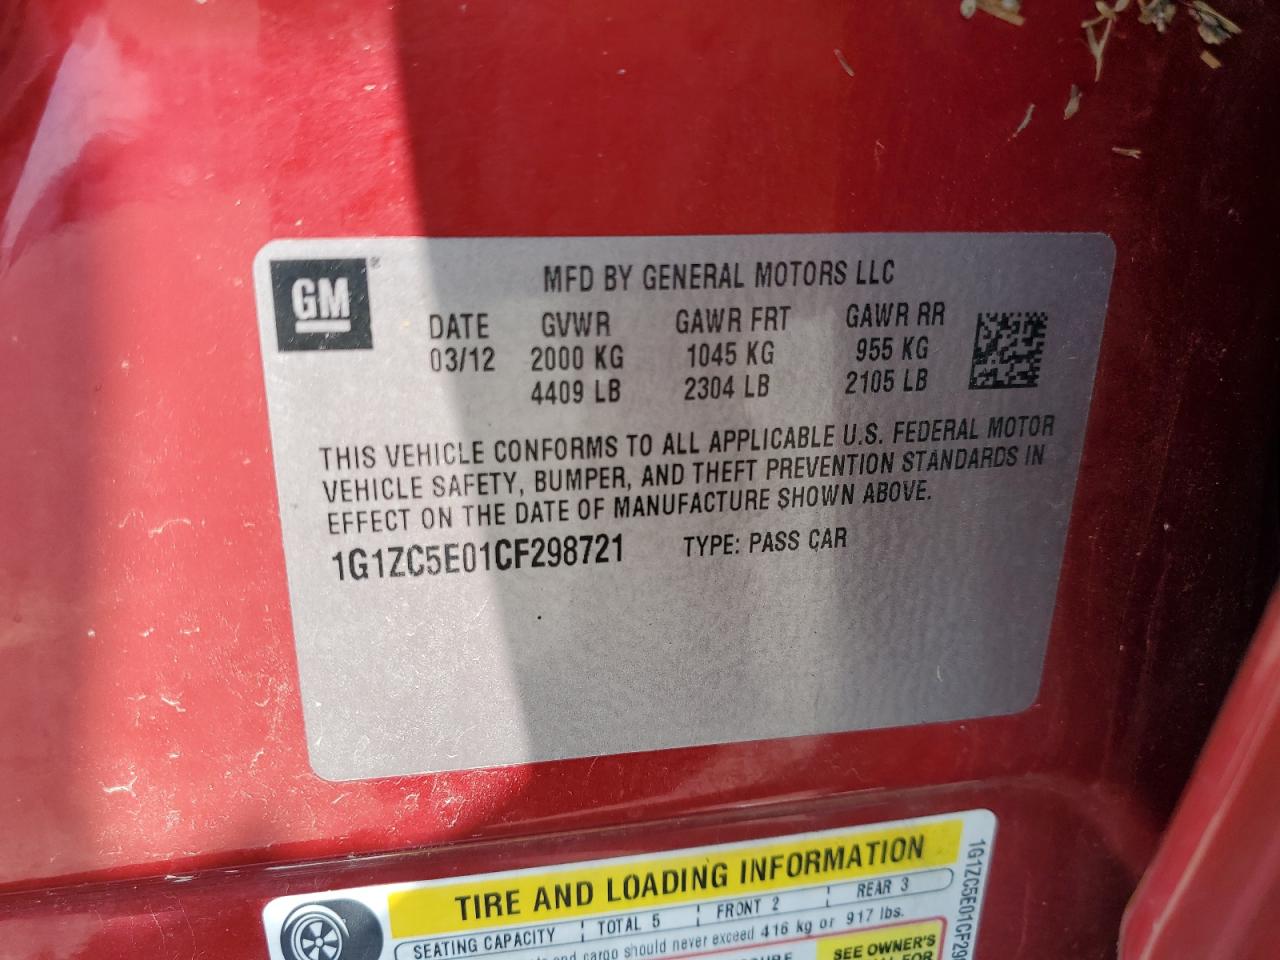 GM
MFD BY GENERAL MOTORS LLC
DATE GVWR GAWR FRT GAWR RR
03/12 2000 KG 1045 KG 955 KG
4409 LB 2304 LB 2105 LB
THIS VEHICLE CONFORMS TO ALL APPLICABLE U.S. FEDERAL MOTOR
VEHICLE SAFETY, BUMPER, AND THEFT PREVENTION STANDARDS IN
EFFECT ON THE DATE OF MANUFACTURE SHOWN ABOVE.
1G1ZC5E01CF298721 TYPE: PASS CAR
TIRE AND LOADING INFORMATION
SEATING CAPACITY TOTAL 5 FRONT 2 REAR 3
and cargo should never exceed 416 kg or 917 lbs.
SEE OWNER'S
1G1ZC5E01CF29